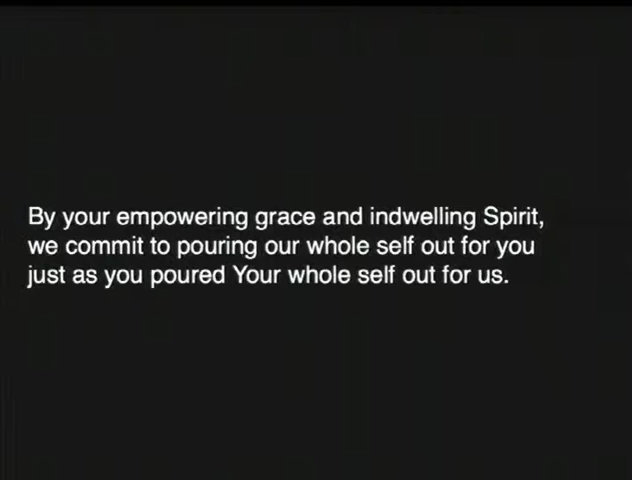 By your empowering grace and indwelling Spirit,
we commit to pouring our whole self out for you
just as you poured Your whole self out for us.